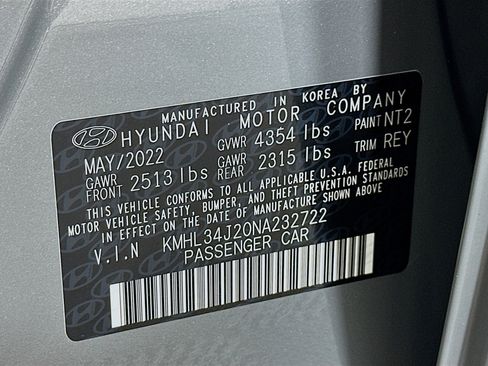 MANUFACTURED IN KOREA BY
HYUNDAI MOTOR COMPANY
MAY/2022 GVWR 4354 lbs PAINT NT2
GAWR FRONT 2513 lbs GAWR REAR 2315 lbs TRIM REY
THIS VEHICLE CONFORMS TO ALL APPLICABLE U.S.A. FEDERAL
MOTOR VEHICLE SAFETY, BUMPER, AND THEFT PREVENTION STANDARDS
IN EFFECT ON THE DATE OF MANUFACTURE SHOWN ABOVE.
V.I.N KMHL34J20NA232722
PASSENGER CAR